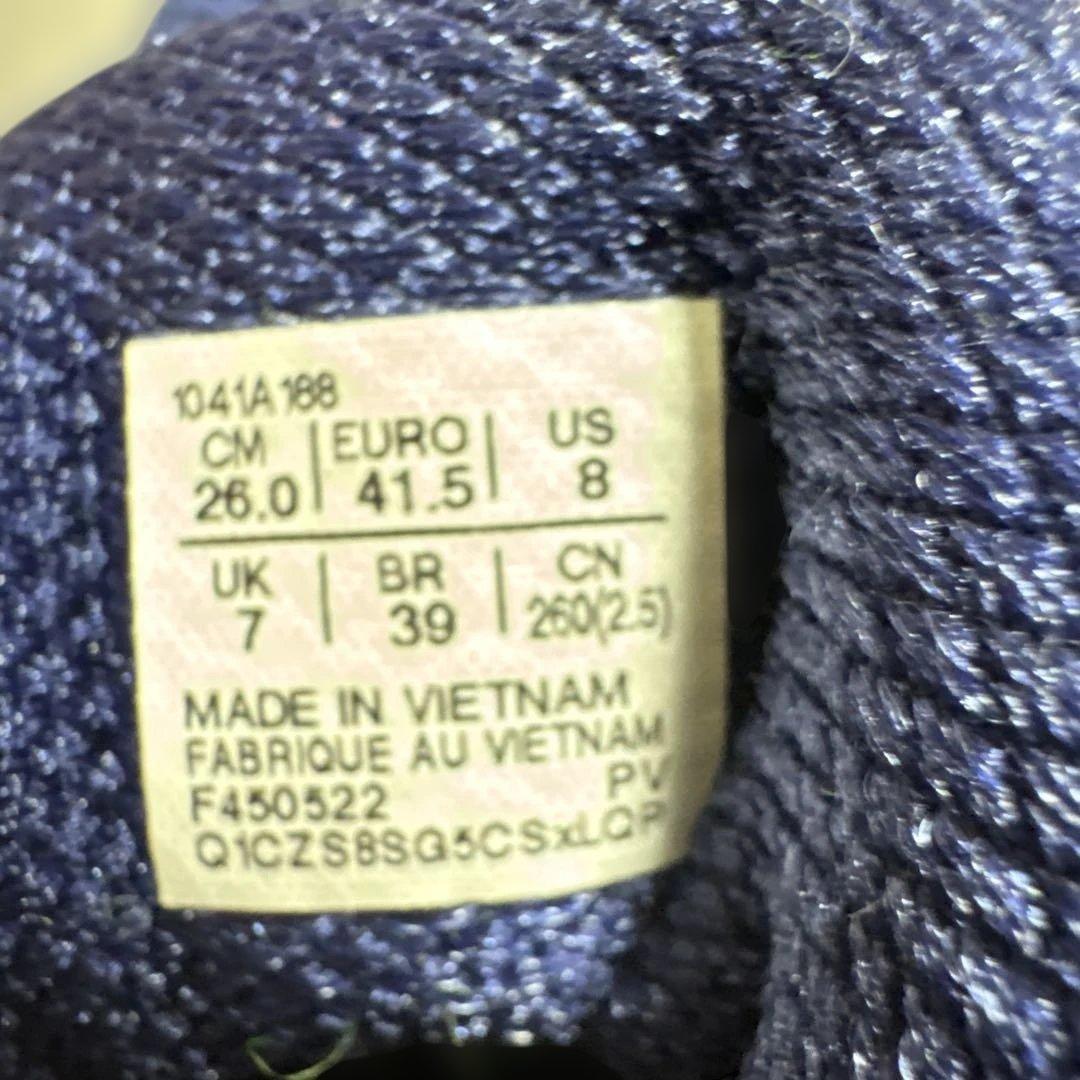 1041A188
CM | EURO | US
26.0 | 41.5 | 8
UK | BR | CN
7 | 39 | 260(2.5)
MADE IN VIETNAM
FABRIQUE AU VIETNAM
F450522 PV
Q1CZS8SG5CSxLQP